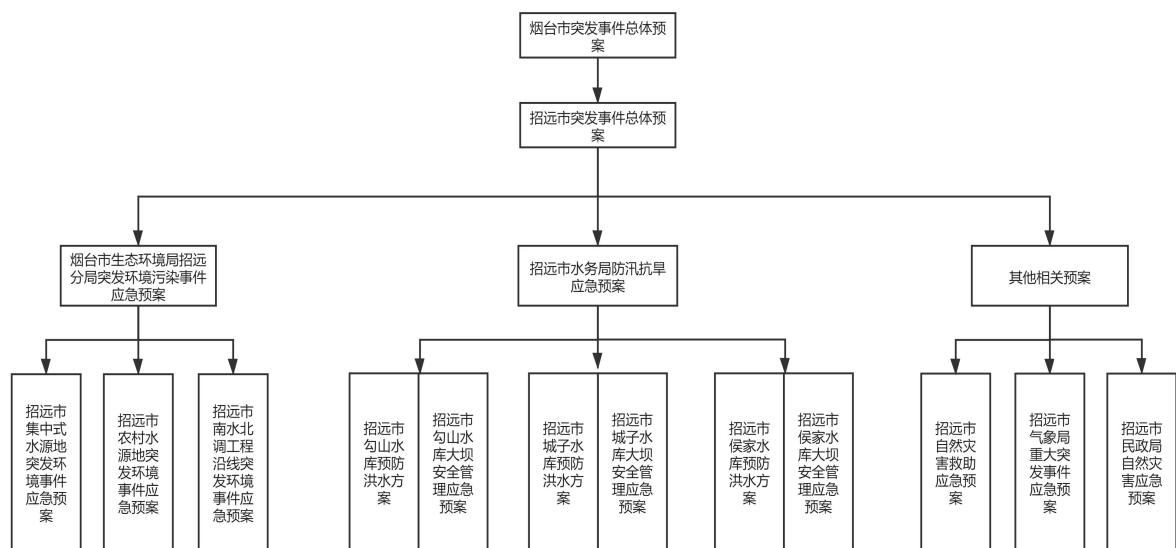 烟台市突发事件总体预
案
招远市突发事件总体预
案
烟台市生态环境局招远
分局突发环境污染事件
应急预案
招远市水务局防汛抗旱
应急预案
其他相关预案
招远市
集中式
水源地
突发环
境事件
应急预
案
招远市
农村水
源地突
发环境
事件应
急预案
招远市
南水北
调工程
沿线突
发环境
事件应
急预案
招远市
勾山水
库预防
洪水方
案
招远市
勾山水
库大坝
安全管
理应急
预案
招远市
城子水
库预防
洪水方
案
招远市
城子水
库大坝
安全管
理应急
预案
招远市
侯家水
库预防
洪水方
案
招远市
侯家水
库大坝
安全管
理应急
预案
招远市
自然灾
害救助
应急预
案
招远市
气象局
重大突
发事件
应急预
案
招远市
民政局
自然灾
害应急
预案